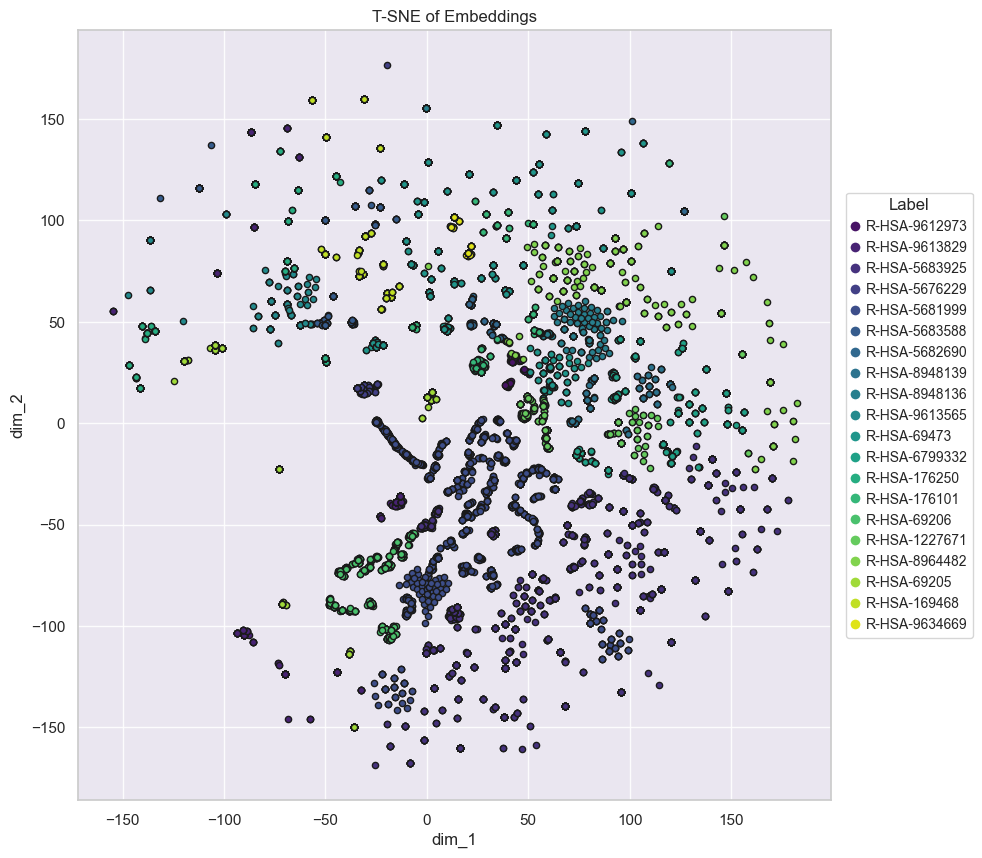 T-SNE of Embeddings
150
100
50
0
−50
−100
−150
dim_2
−150
−100
−50
0
50
100
150
dim_1
Label
R-HSA-9612973
R-HSA-9613829
R-HSA-5683925
R-HSA-5676229
R-HSA-5681999
R-HSA-5683588
R-HSA-5682690
R-HSA-8948139
R-HSA-8948136
R-HSA-9613565
R-HSA-69473
R-HSA-6799332
R-HSA-176250
R-HSA-176101
R-HSA-69206
R-HSA-1227671
R-HSA-8964482
R-HSA-69205
R-HSA-169468
R-HSA-9634669